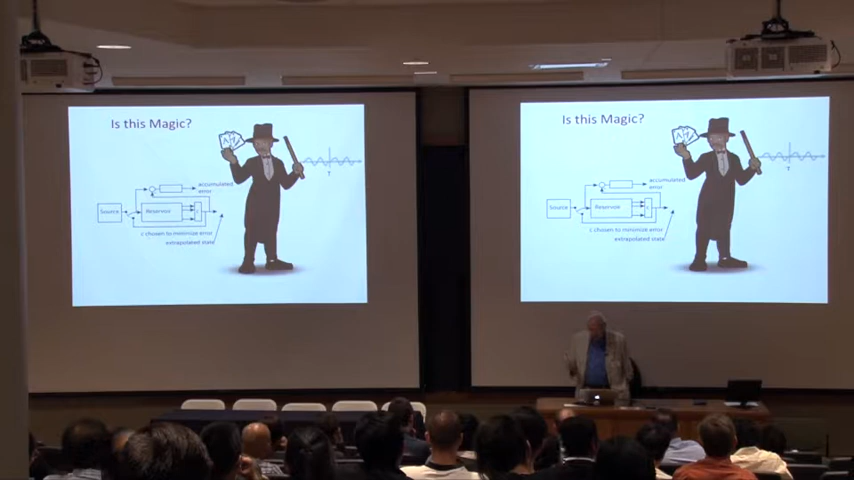 Is this Magic?
accumulated
error
Source
Reservoir
c chosen to minimize error
extrapolated state
Is this Magic?
accumulated
error
Source
Reservoir
c chosen to minimize error
extrapolated state